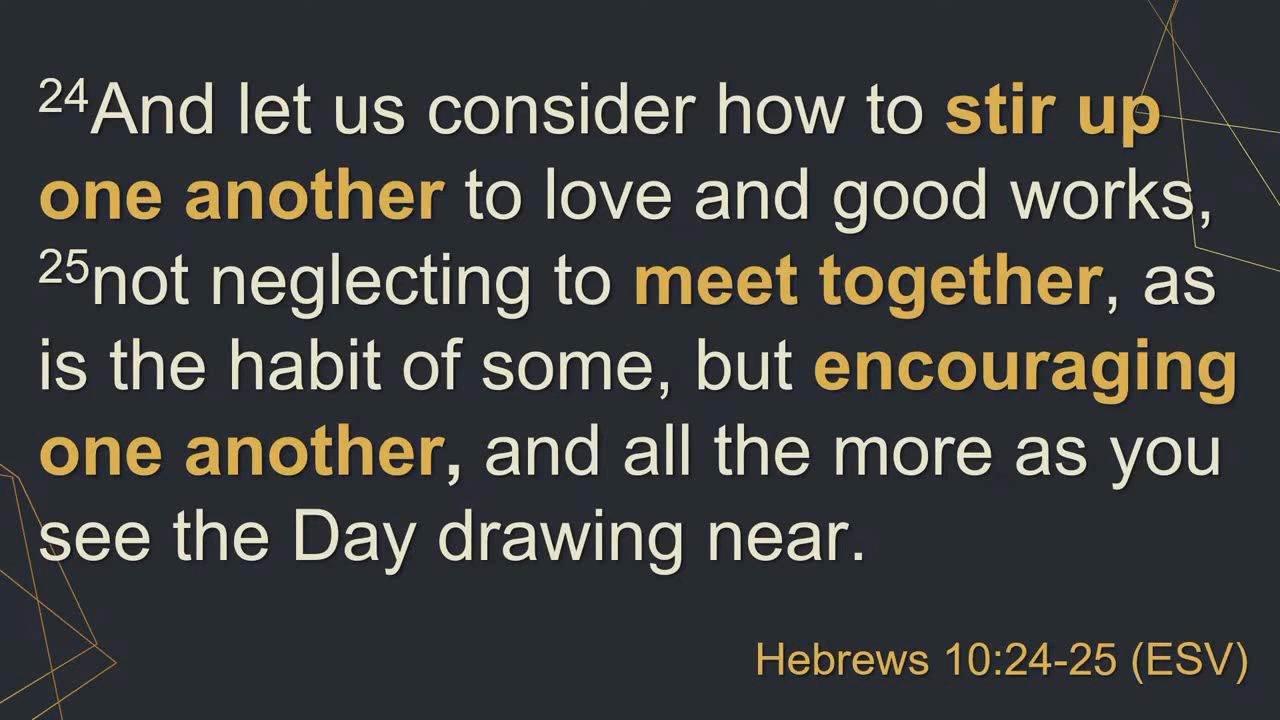 24And let us consider how to stir up
one another to love and good works,
25not neglecting to meet together, as
is the habit of some, but encouraging
one another, and all the more as you
see the Day drawing near.
Hebrews 10:24-25 (ESV)